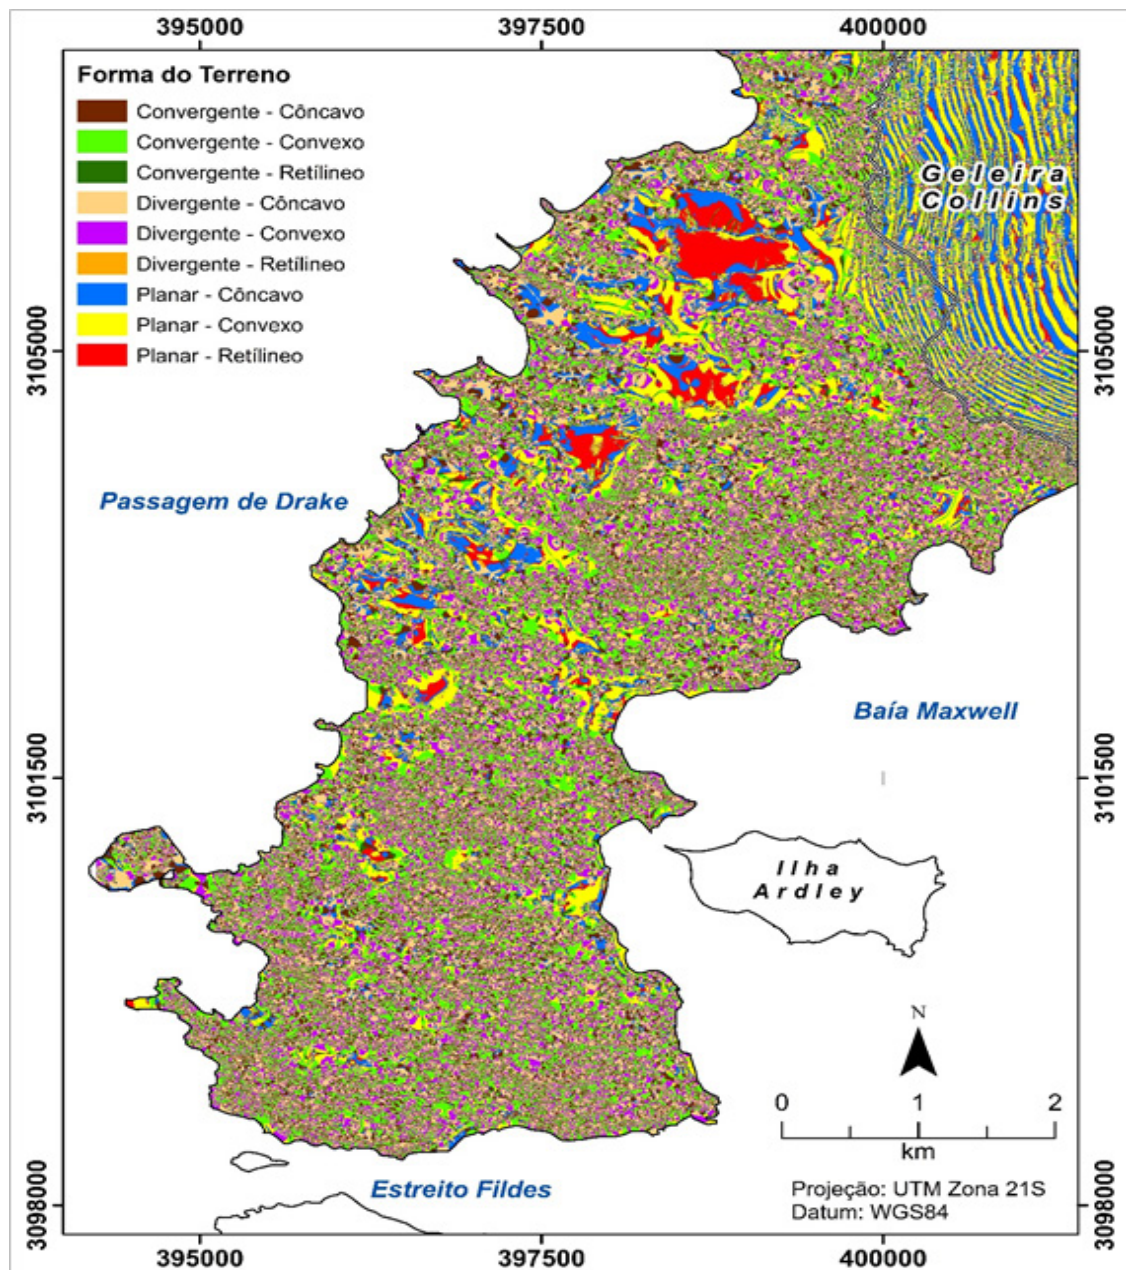 395000 397500 400000
Forma do Terreno
Convergente - Côncavo
Convergente - Convexo
Convergente - Retílineo
Divergente - Côncavo
Divergente - Convexo
Divergente - Retílineo
Planar - Côncavo
Planar - Convexo
Planar - Retílineo
Geleira
Collins
3105000 3105000
Passagem de Drake
Baía Maxwell
3101500 3101500
Ilha
Ardley
N
0 1 2
km
Estreito Fildes
Projeção: UTM Zona 21S
Datum: WGS84
3098000 3098000
395000 397500 400000